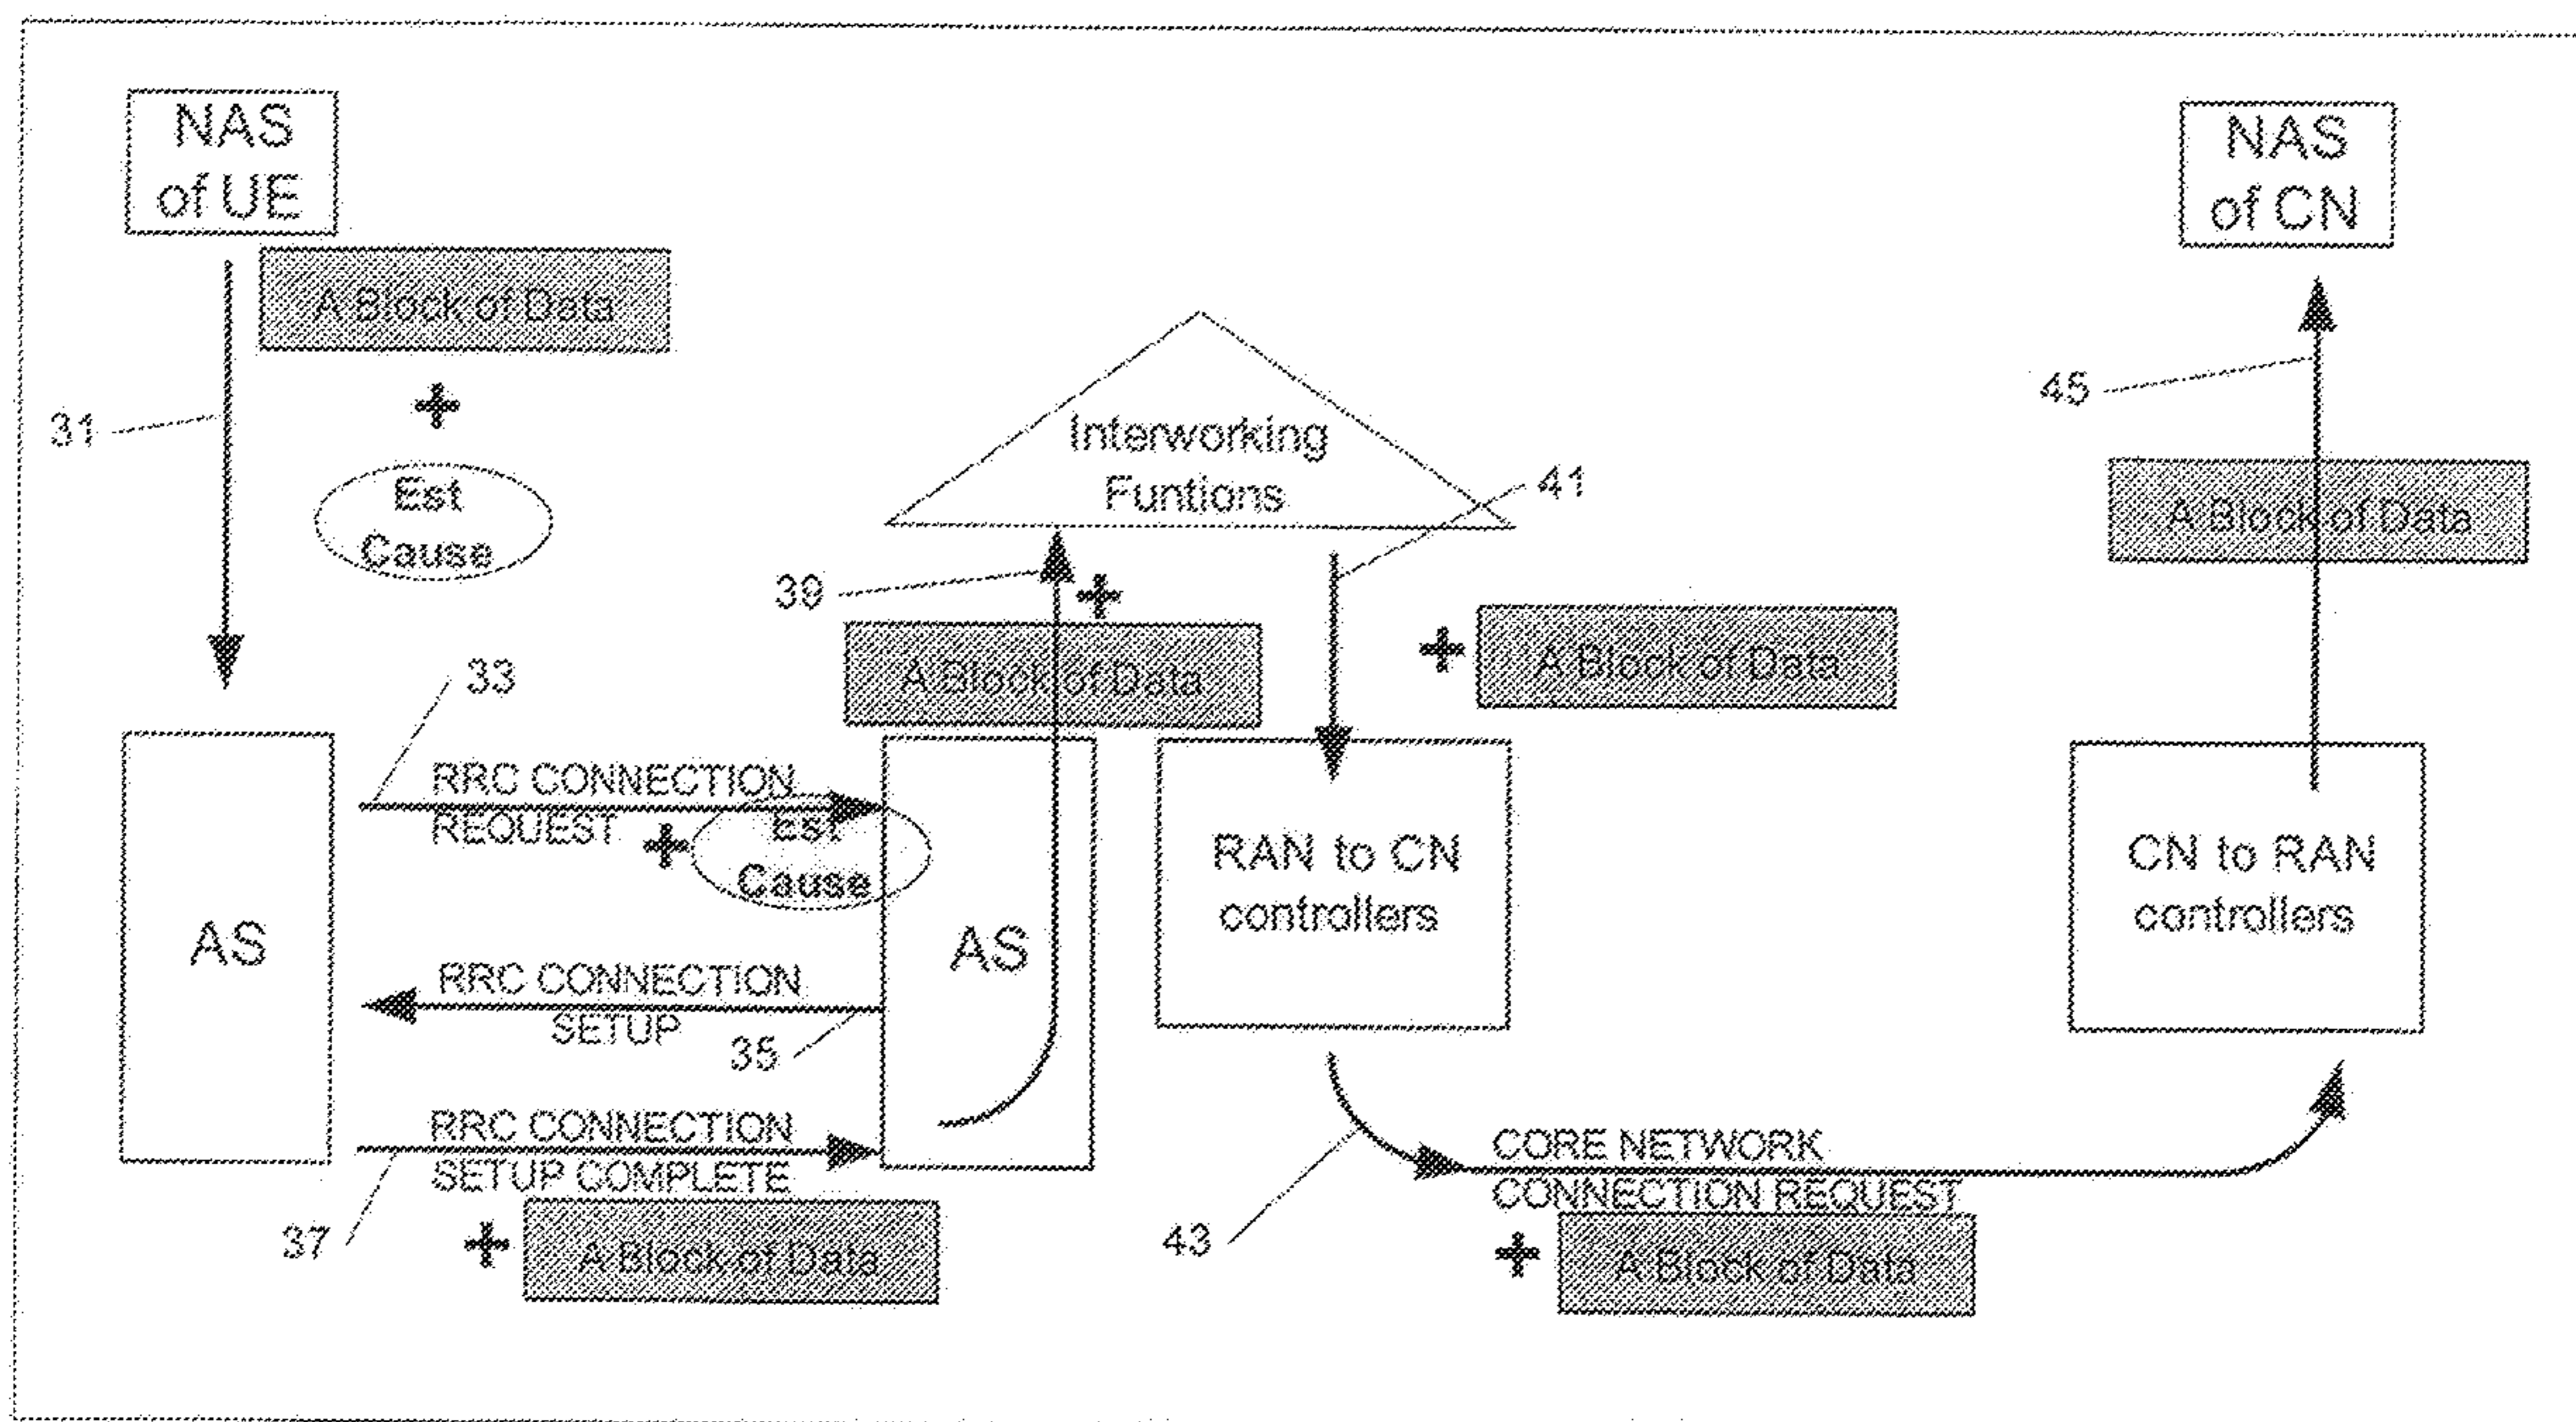 NAS
of UE
A Block of Data
+
Est
Cause
31
NAS
of CN
45
A Block of Data
Interworking
Funtions
41
39
+
A Block of Data
+
A Block of Data
33
RRC CONNECTION
REQUEST
+
Est
Cause
AS
RRC CONNECTION
SETUP
35
RRC CONNECTION
SETUP COMPLETE
37
+
A Block of Data
AS
RAN to CN
controllers
CN to RAN
controllers
43
CORE NETWORK
CONNECTION REQUEST
+
A Block of Data